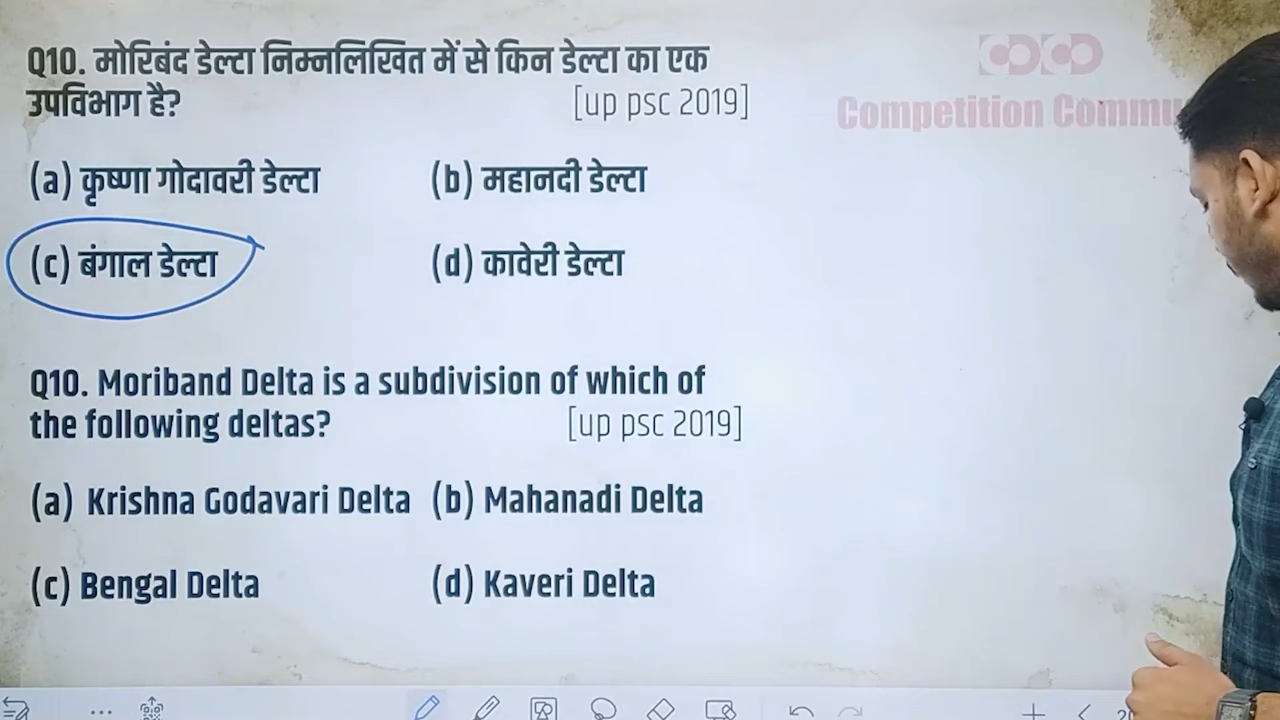 Q10. मोरिबंद डेल्टा निम्नलिखित में से किन डेल्टा का एक
उपविभाग है? [up psc 2019]
COCO
Competition Commu
(a) कृष्णा गोदावरी डेल्टा (b) महानदी डेल्टा
(c) बंगाल डेल्टा (d) कावेरी डेल्टा
Q10. Moriband Delta is a subdivision of which of
the following deltas? [up psc 2019]
(a) Krishna Godavari Delta (b) Mahanadi Delta
(c) Bengal Delta (d) Kaveri Delta